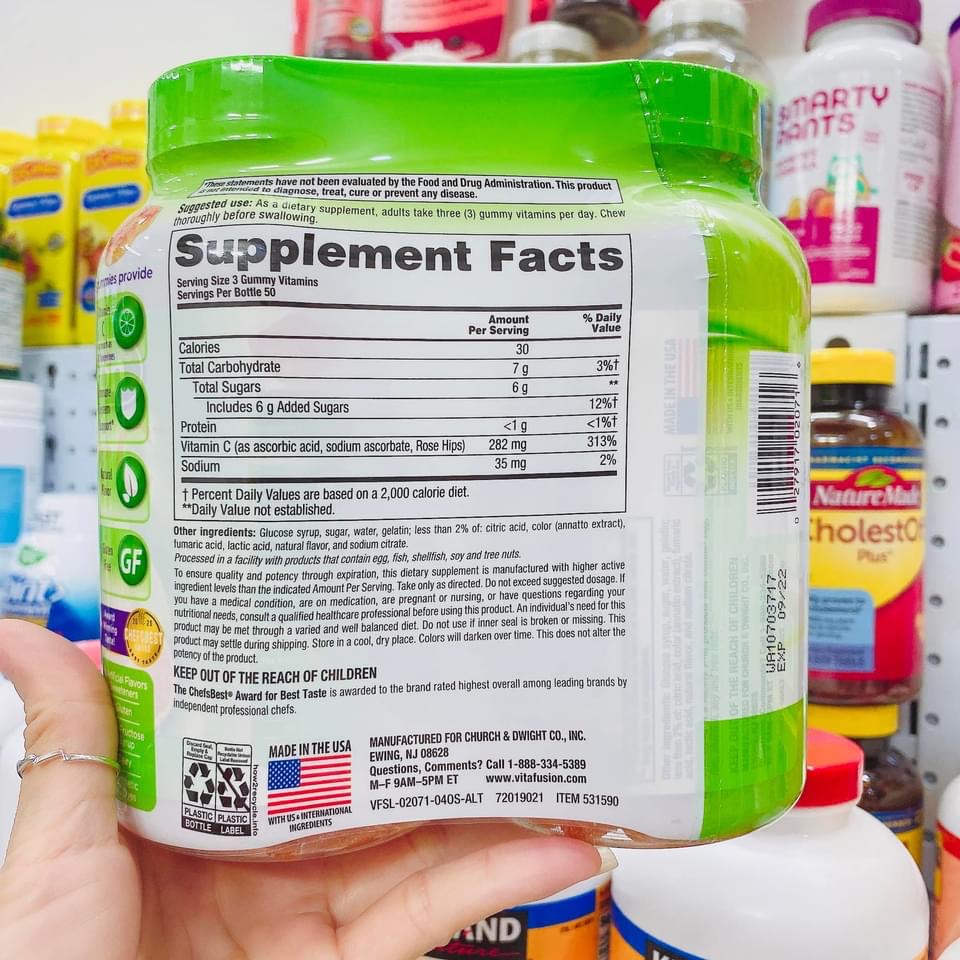 SMARTY
PANTS
*These statements have not been evaluated by the Food and Drug Administration. This product
is not intended to diagnose, treat, cure or prevent any disease.
Suggested use: As a dietary supplement, adults take three (3) gummy vitamins per day. Chew
thoroughly before swallowing.
Supplement Facts
Serving Size 3 Gummy Vitamins
Servings Per Bottle 50
Amount Per Serving % Daily Value
Calories 30
Total Carbohydrate 7 g 3%†
Total Sugars 6 g **
Includes 6 g Added Sugars 12%†
Protein <1 g <1%†
Vitamin C (as ascorbic acid, sodium ascorbate, Rose Hips) 282 mg 313%
Sodium 35 mg 2%
† Percent Daily Values are based on a 2,000 calorie diet.
**Daily Value not established.
Other ingredients: Glucose syrup, sugar, water, gelatin; less than 2% of: citric acid, color (annatto extract),
fumaric acid, lactic acid, natural flavor, and sodium citrate.
Processed in a facility with products that contain egg, fish, shellfish, soy and tree nuts.
To ensure quality and potency through expiration, this dietary supplement is manufactured with higher active
ingredient levels than the indicated Amount Per Serving. Take only as directed. Do not exceed suggested dosage. If
you have a medical condition, are on medication, are pregnant or nursing, or have questions regarding your
nutritional needs, consult a qualified healthcare professional before using this product. An individual's need for this
product may be met through a varied and well balanced diet. Do not use if inner seal is broken or missing. This
product may settle during shipping. Store in a cool, dry place. Colors will darken over time. This does not alter the
potency of the product.
KEEP OUT OF THE REACH OF CHILDREN
The ChefsBest® Award for Best Taste is awarded to the brand rated highest overall among leading brands by
independent professional chefs.
Discard Seal, Empty & Replace Cap
PLASTIC
BOTTLE
PLASTIC
LABEL
how2recycle.info
MADE IN THE USA
WITH US & INTERNATIONAL
INGREDIENTS
MANUFACTURED FOR CHURCH & DWIGHT CO., INC.
EWING, NJ 08628
Questions, Comments? Call 1-888-334-5389
M–F 9AM–5PM ET www.vitafusion.com
VFSL-02071-04OS-ALT 72019021 ITEM 531590
provide
GF
CHEFSBEST
WA10703747
EXP 09/22
MADE IN THE USA
Nature Made
CholestOff
Plus